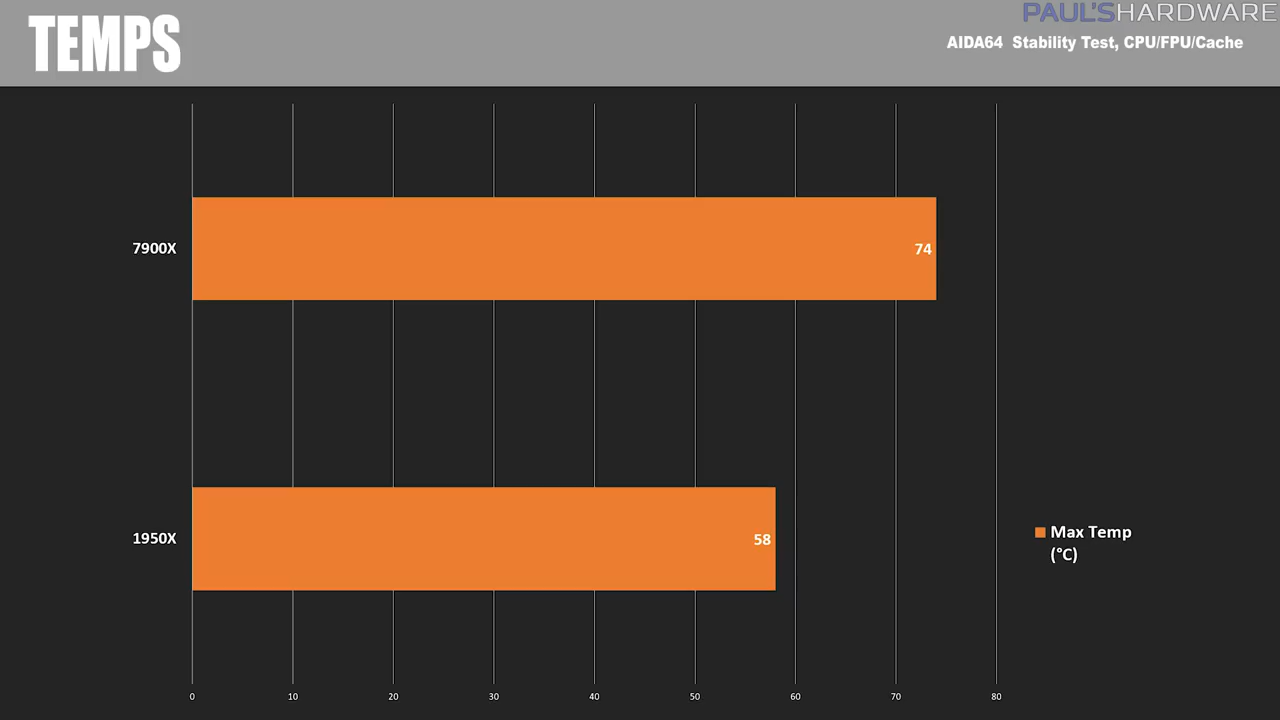 TEMPS
PAUL'SHARDWARE
AIDA64 Stability Test, CPU/FPU/Cache
7900X
74
1950X
58
Max Temp
(°C)
0 10 20 30 40 50 60 70 80